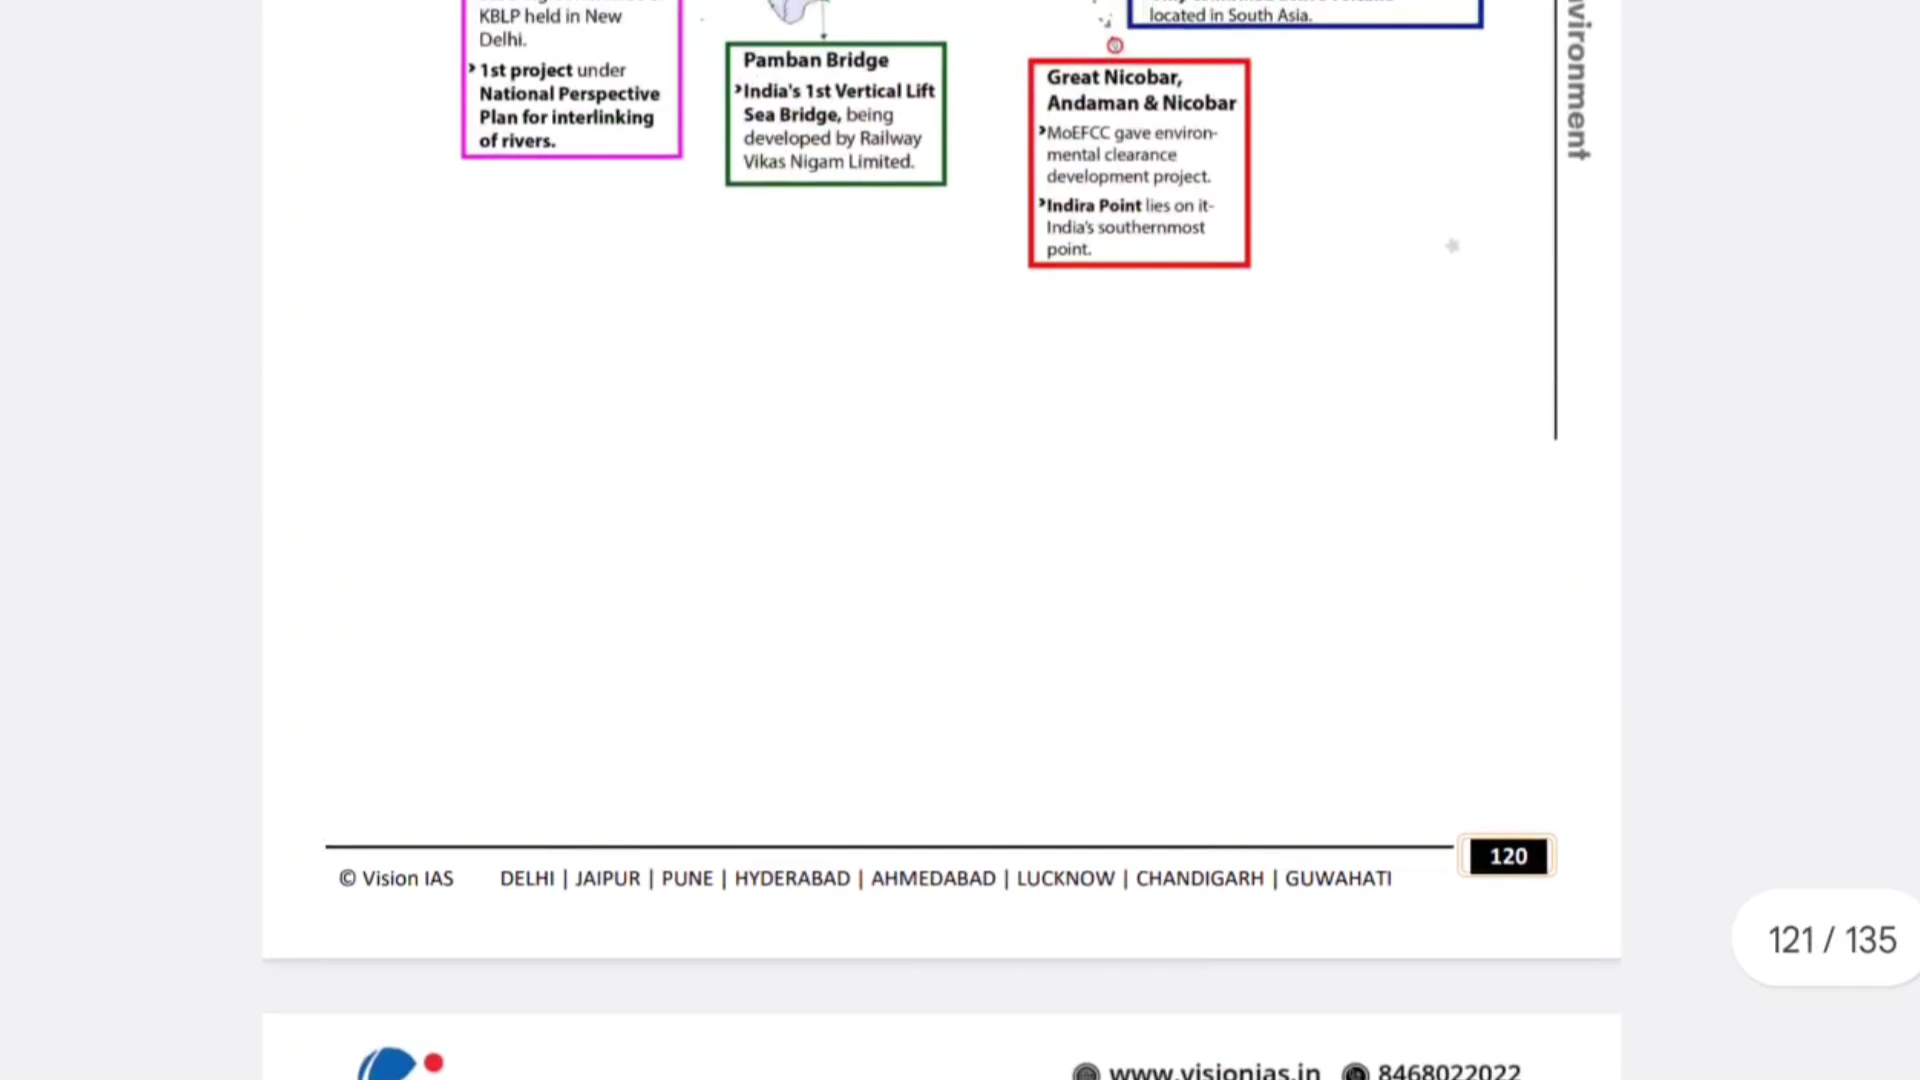 KBLP held in New
Delhi.
› 1st project under
National Perspective
Plan for interlinking
of rivers.
Pamban Bridge
›India's 1st Vertical Lift
Sea Bridge, being
developed by Railway
Vikas Nigam Limited.
located in South Asia.
Great Nicobar,
Andaman & Nicobar
›MoEFCC gave environ-
mental clearance
development project.
›Indira Point lies on it-
India's southernmost
point.
vironment
© Vision IAS DELHI | JAIPUR | PUNE | HYDERABAD | AHMEDABAD | LUCKNOW | CHANDIGARH | GUWAHATI
120
121 / 135
www.visionias.in 8468022022